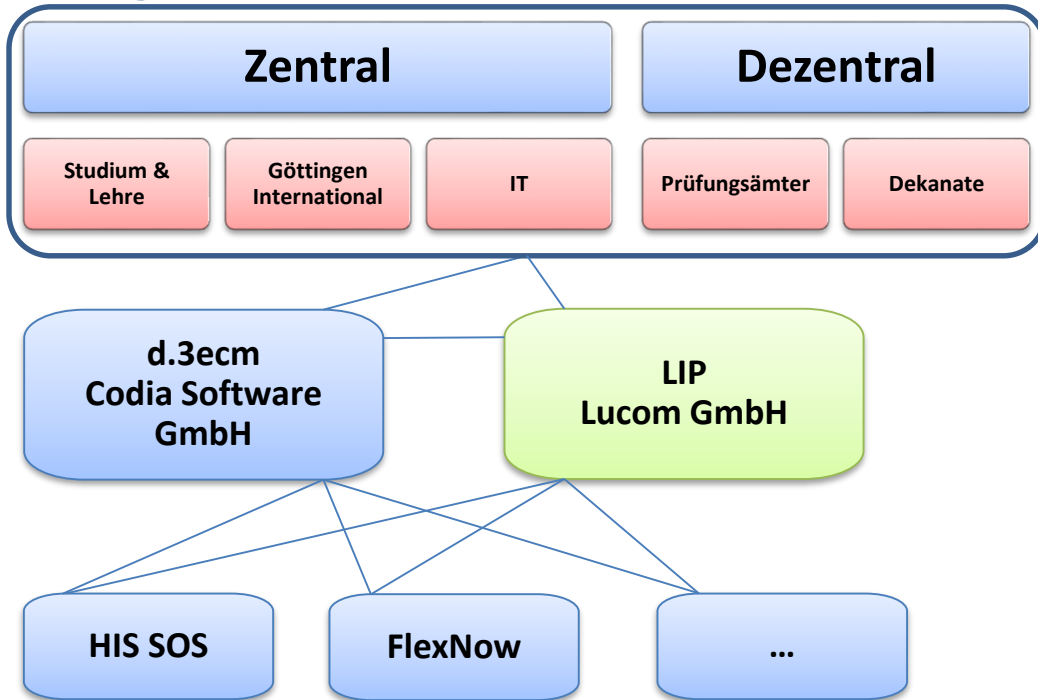 Zentral
Dezentral
Studium &
Lehre
Göttingen
International
IT
Prüfungsämter
Dekanate
d.3ecm
Codia Software
GmbH
LIP
Lucom GmbH
HIS SOS
FlexNow
...